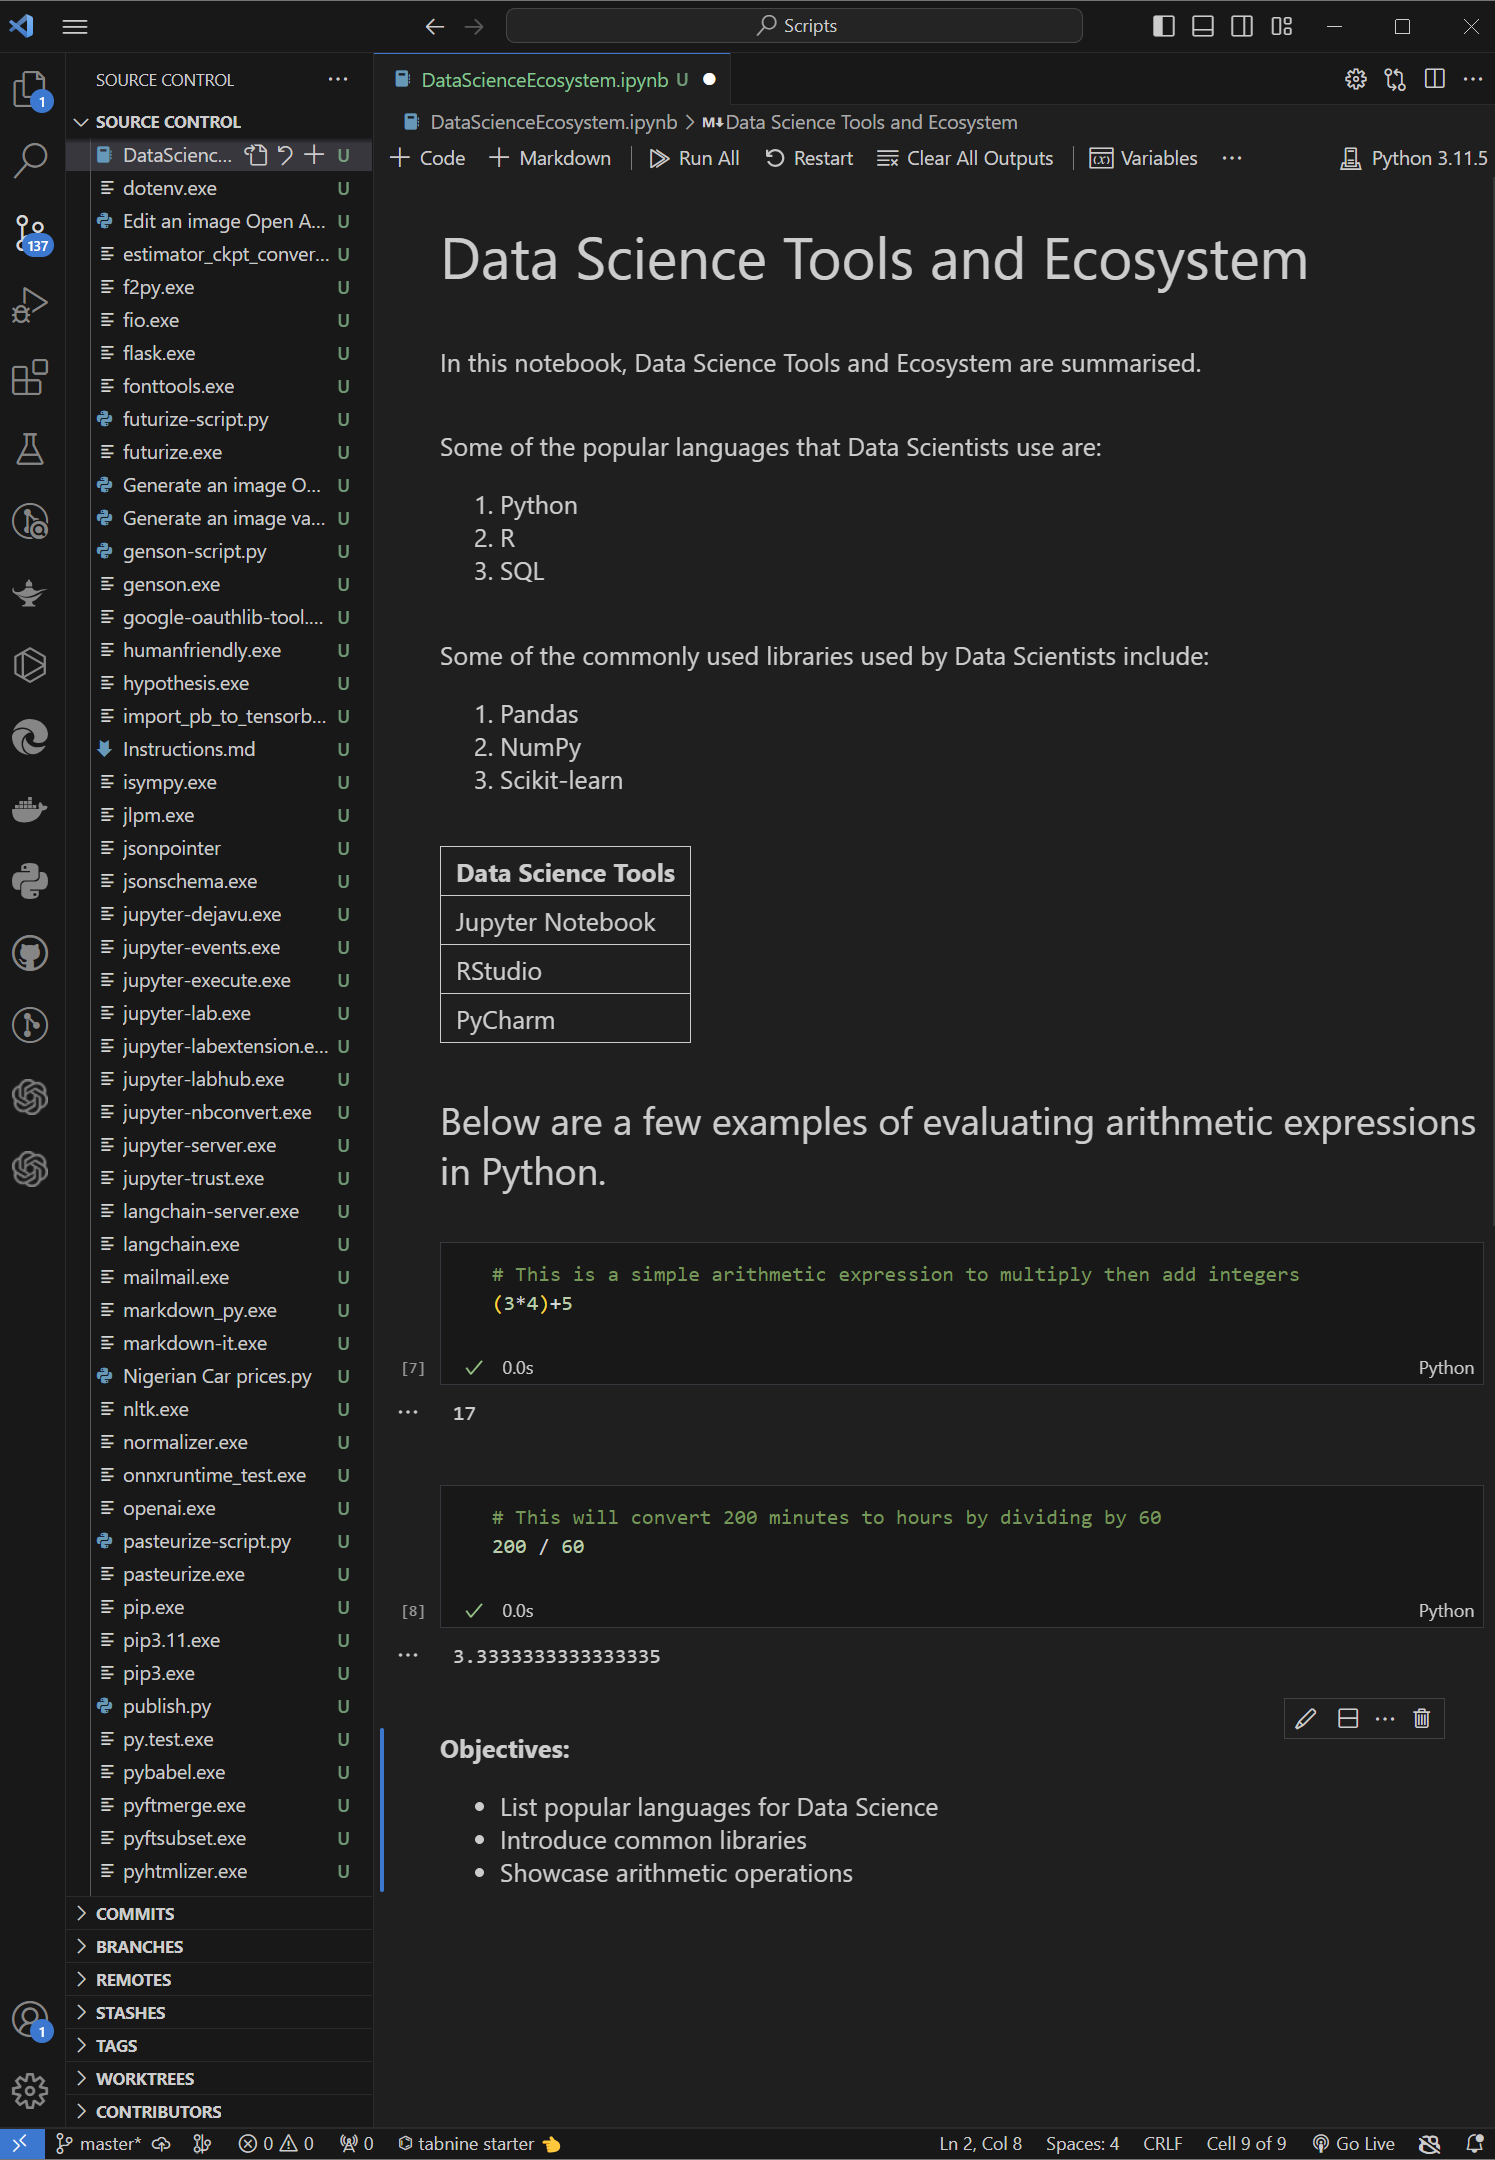 Scripts
SOURCE CONTROL
SOURCE CONTROL
DataScienc... U
dotenv.exe U
Edit an image Open A... U
estimator_ckpt_conver... U
f2py.exe U
fio.exe U
flask.exe U
fonttools.exe U
futurize-script.py U
futurize.exe U
Generate an image O... U
Generate an image va... U
genson-script.py U
genson.exe U
google-oauthlib-tool.... U
humanfriendly.exe U
hypothesis.exe U
import_pb_to_tensorb... U
Instructions.md U
isympy.exe U
jlpm.exe U
jsonpointer U
jsonschema.exe U
jupyter-dejavu.exe U
jupyter-events.exe U
jupyter-execute.exe U
jupyter-lab.exe U
jupyter-labextension.e... U
jupyter-labhub.exe U
jupyter-nbconvert.exe U
jupyter-server.exe U
jupyter-trust.exe U
langchain-server.exe U
langchain.exe U
mailmail.exe U
markdown_py.exe U
markdown-it.exe U
Nigerian Car prices.py U
nltk.exe U
normalizer.exe U
onnxruntime_test.exe U
openai.exe U
pasteurize-script.py U
pasteurize.exe U
pip.exe U
pip3.11.exe U
pip3.exe U
publish.py U
py.test.exe U
pybabel.exe U
pyftmerge.exe U
pyftsubset.exe U
pyhtmlizer.exe U
COMMITS
BRANCHES
REMOTES
STASHES
TAGS
WORKTREES
CONTRIBUTORS
1
137
1
DataScienceEcosystem.ipynb U
DataScienceEcosystem.ipynb > M↓Data Science Tools and Ecosystem
Code Markdown Run All Restart Clear All Outputs Variables ... Python 3.11.5
Data Science Tools and Ecosystem
In this notebook, Data Science Tools and Ecosystem are summarised.
Some of the popular languages that Data Scientists use are:
1. Python
2. R
3. SQL
Some of the commonly used libraries used by Data Scientists include:
1. Pandas
2. NumPy
3. Scikit-learn
Data Science Tools
Jupyter Notebook
RStudio
PyCharm
Below are a few examples of evaluating arithmetic expressions
in Python.
# This is a simple arithmetic expression to multiply then add integers
(3*4)+5
[7] 0.0s Python
17
# This will convert 200 minutes to hours by dividing by 60
200 / 60
[8] 0.0s Python
3.3333333333333335
Objectives:
• List popular languages for Data Science
• Introduce common libraries
• Showcase arithmetic operations
master* 0 0 0 tabnine starter Ln 2, Col 8 Spaces: 4 CRLF Cell 9 of 9 Go Live